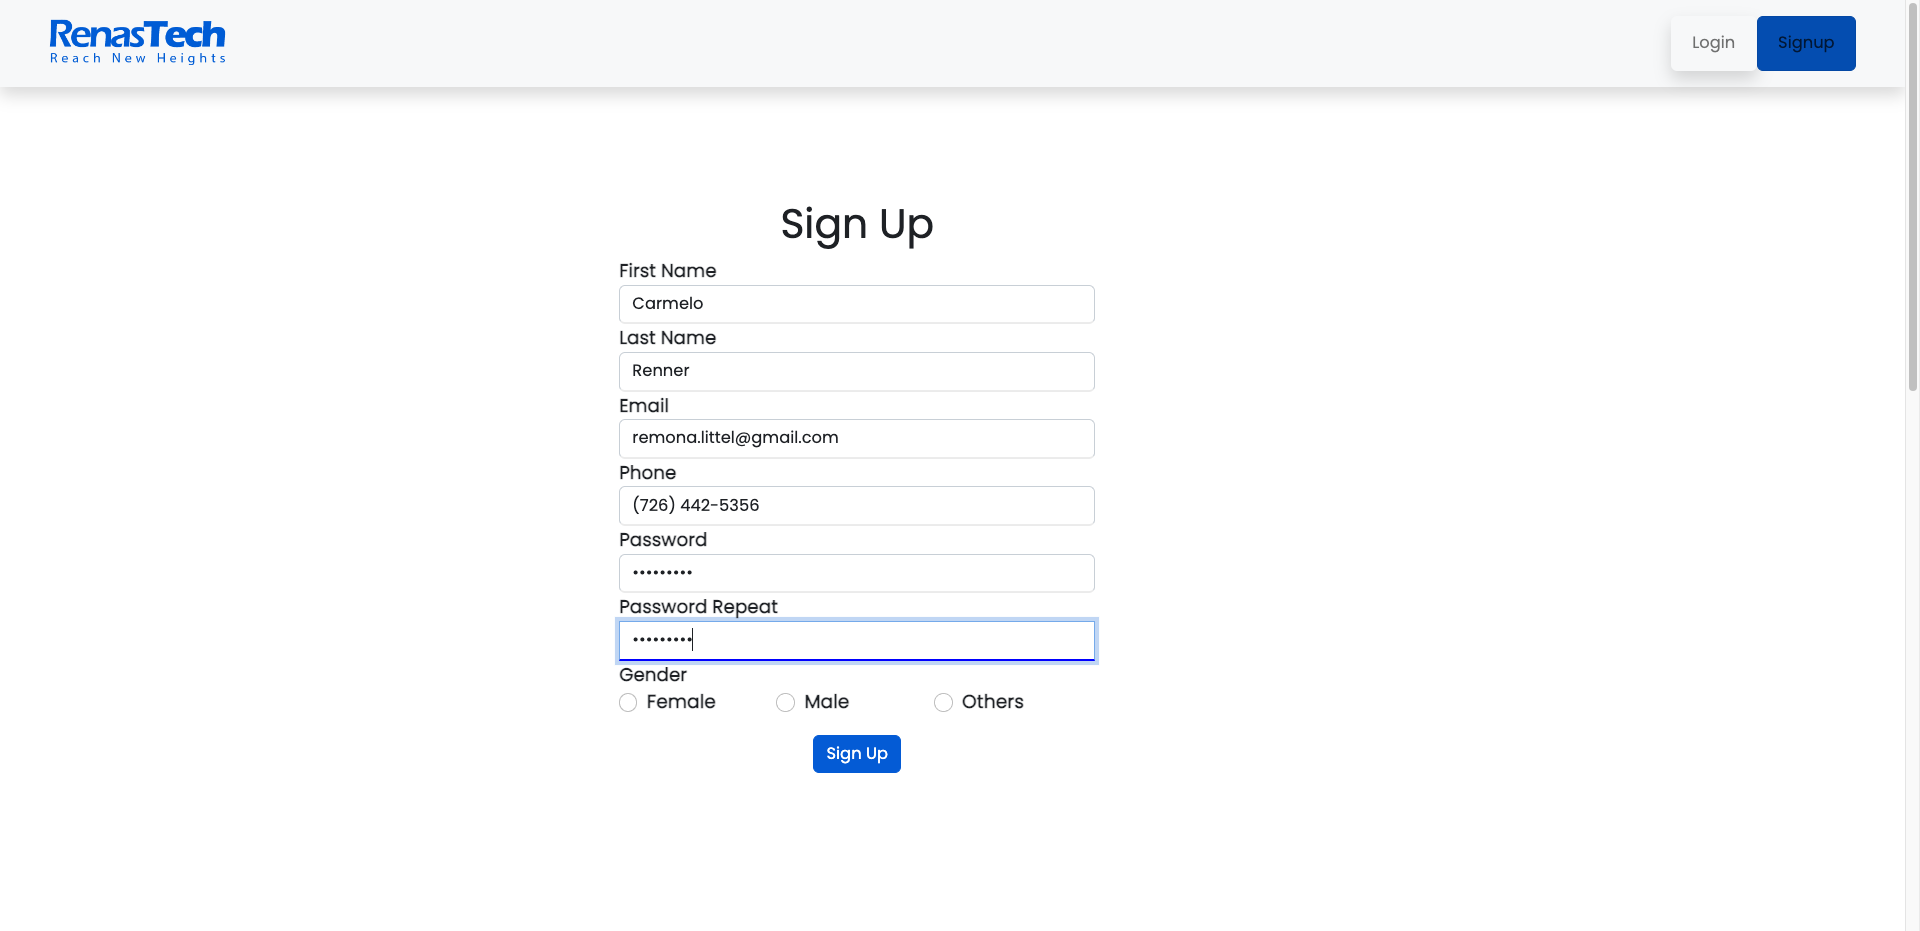 RenasTech
Reach New Heights
Login
Signup
Sign Up
First Name
Carmelo
Last Name
Renner
Email
remona.littel@gmail.com
Phone
(726) 442-5356
Password
•••••••••
Password Repeat
•••••••••
Gender
Female
Male
Others
Sign Up